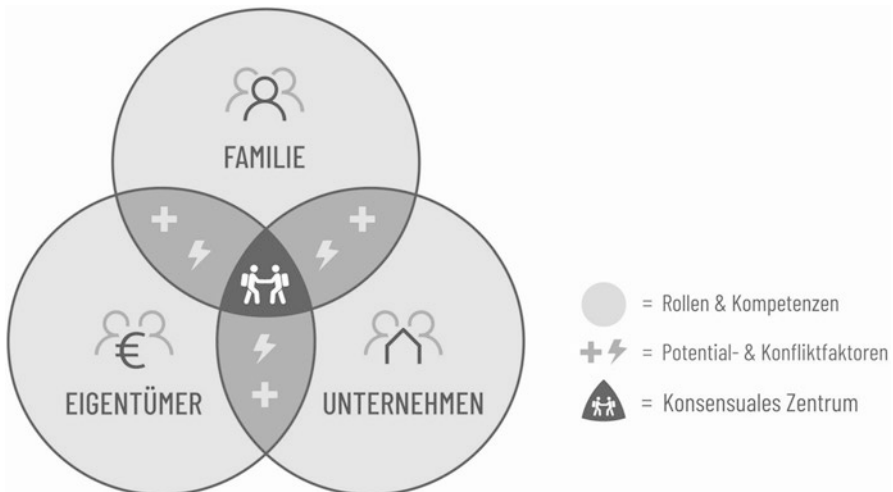 FAMILIE
€
EIGENTÜMER
UNTERNEHMEN
= Rollen & Kompetenzen
= Potential- & Konfliktfaktoren
= Konsensuales Zentrum